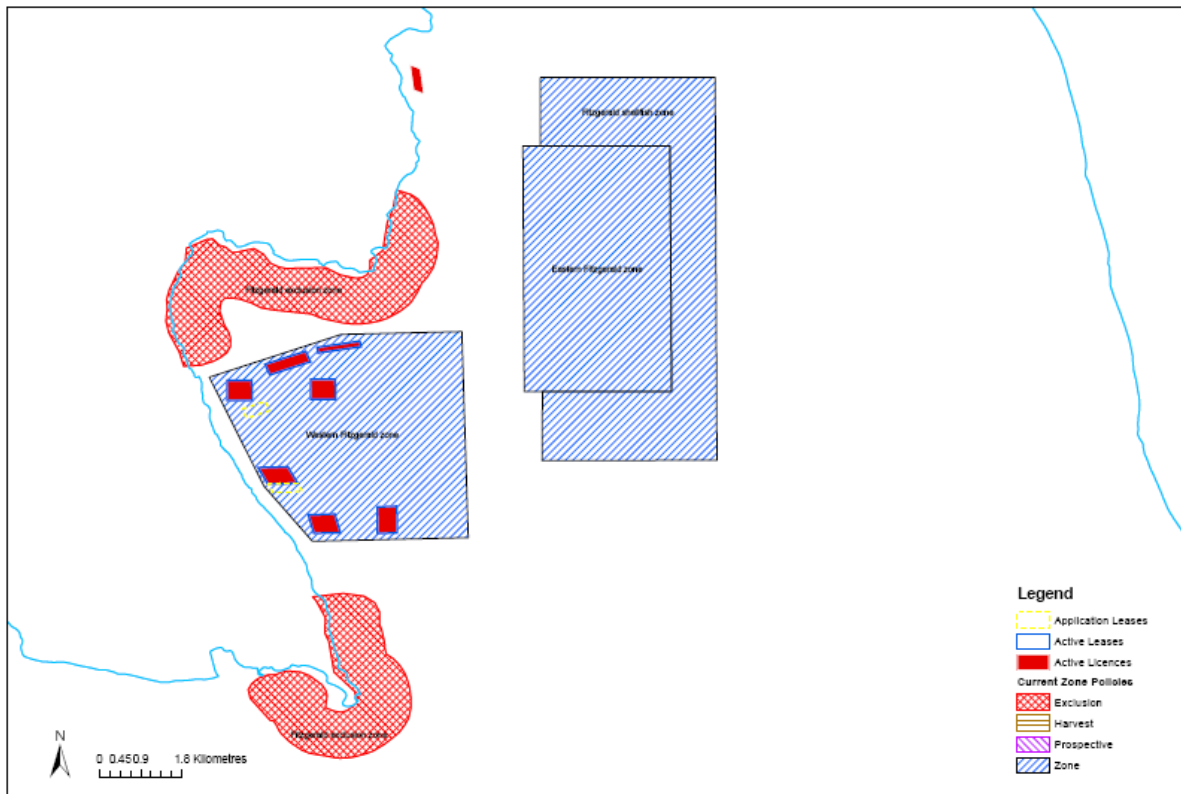 Fitzgerald shellfish zone
Eastern Fitzgerald zone
Fitzgerald exclusion zone
Western Fitzgerald zone
Fitzgerald exclusion zone
Legend
Application Leases
Active Leases
Active Licences
Current Zone Policies
Exclusion
Harvest
Prospective
Zone
N
0 0.450.9 1.8 Kilometres